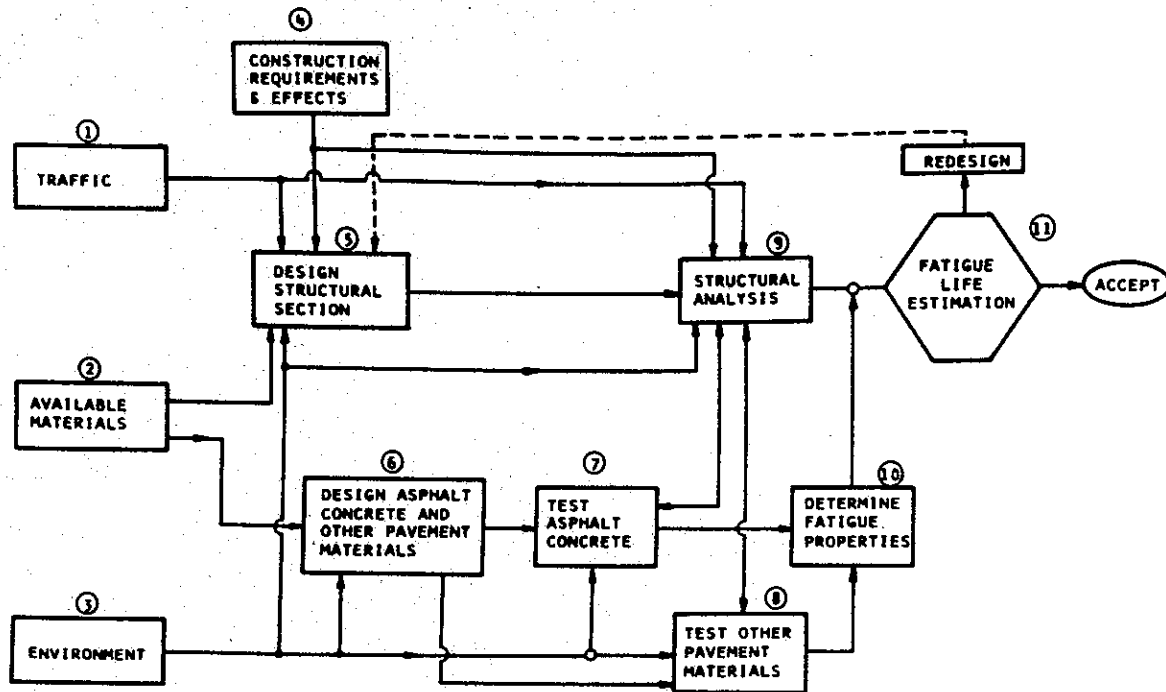 ④
CONSTRUCTION
REQUIREMENTS
& EFFECTS
①
TRAFFIC
REDESIGN
⑤
DESIGN
STRUCTURAL
SECTION
⑨
STRUCTURAL
ANALYSIS
⑪
FATIGUE
LIFE
ESTIMATION
ACCEPT
②
AVAILABLE
MATERIALS
⑥
DESIGN ASPHALT
CONCRETE AND
OTHER PAVEMENT
MATERIALS
⑦
TEST
ASPHALT
CONCRETE
⑩
DETERMINE
FATIGUE
PROPERTIES
③
ENVIRONMENT
⑧
TEST OTHER
PAVEMENT
MATERIALS